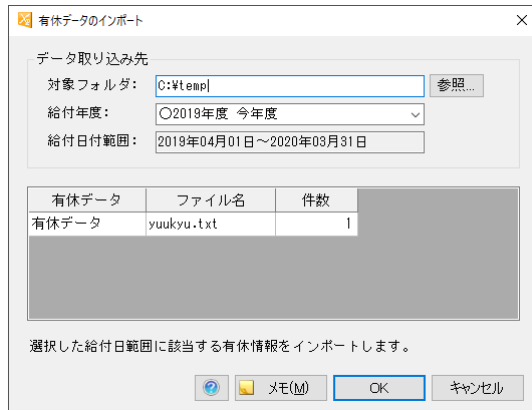 有休データのインポート
データ取り込み先
対象フォルダ： C:¥temp 参照...
給付年度： 〇2019年度 今年度
給付日付範囲： 2019年04月01日～2020年03月31日
有休データ ファイル名 件数
有休データ yuukyu.txt 1
選択した給付日範囲に該当する有休情報をインポートします。
メモ(M) OK キャンセル